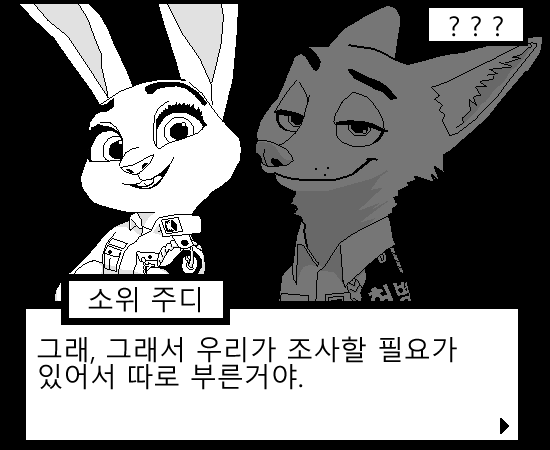 ? ? ?
소위 주디
그래, 그래서 우리가 조사할 필요가
있어서 따로 부른거야.